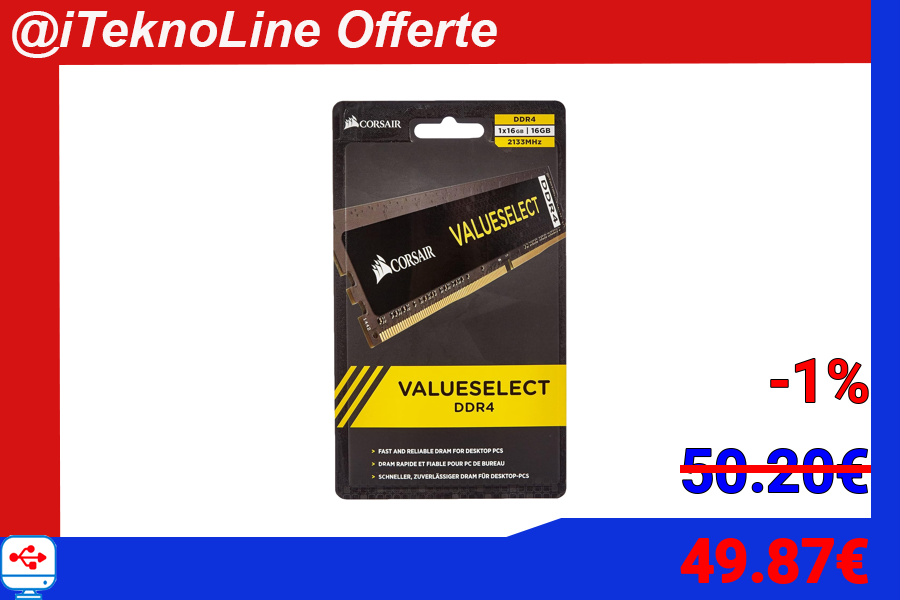 @iTeknoLine Offerte
CORSAIR
DDR4
1x16GB | 16GB
2133MHz
VALUESELECT
DDR4
CORSAIR
VALUESELECT
DDR4
> FAST AND RELIABLE DRAM FOR DESKTOP PCS
> DRAM RAPIDE ET FIABLE POUR PC DE BUREAU
> SCHNELLER, ZUVERLÄSSIGER DRAM FÜR DESKTOP-PCS
-1%
50.20€
49.87€